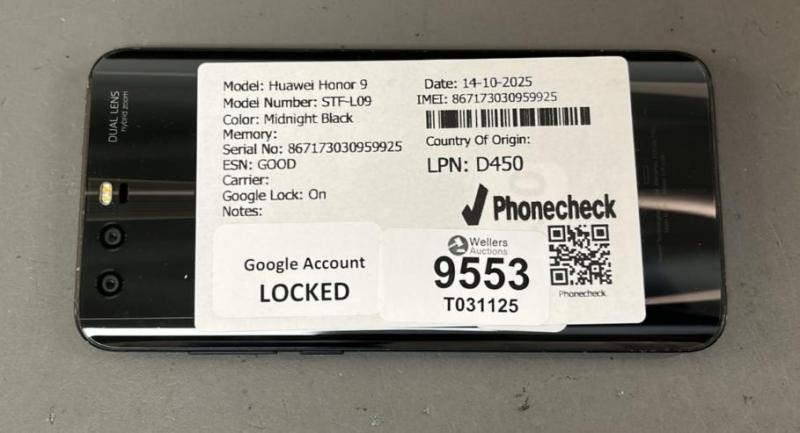 DUAL LENS
hybrid zoom
Model: Huawei Honor 9
Model Number: STF-L09
Color: Midnight Black
Memory:
Serial No: 867173030959925
ESN: GOOD
Carrier:
Google Lock: On
Notes:
Date: 14-10-2025
IMEI: 867173030959925
Country Of Origin:
LPN: D450
Phonecheck
Phonecheck
Google Account
LOCKED
Wellers
Auctions
9553
T031125